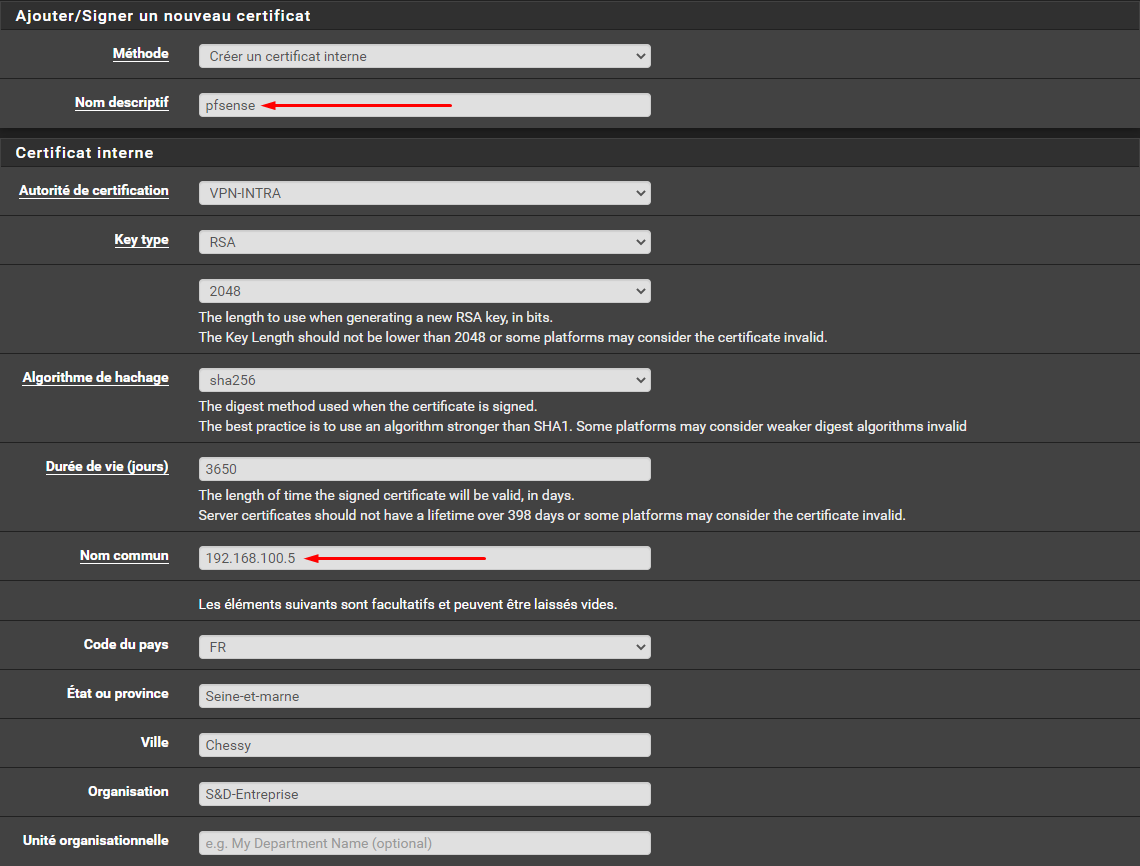 Ajouter/Signer un nouveau certificat
Méthode
Créer un certificat interne
Nom descriptif
pfsense
Certificat interne
Autorité de certification
VPN-INTRA
Key type
RSA
2048
The length to use when generating a new RSA key, in bits.
The Key Length should not be lower than 2048 or some platforms may consider the certificate invalid.
Algorithme de hachage
sha256
The digest method used when the certificate is signed.
The best practice is to use an algorithm stronger than SHA1. Some platforms may consider weaker digest algorithms invalid
Durée de vie (jours)
3650
The length of time the signed certificate will be valid, in days.
Server certificates should not have a lifetime over 398 days or some platforms may consider the certificate invalid.
Nom commun
192.168.100.5
Les éléments suivants sont facultatifs et peuvent être laissés vides.
Code du pays
FR
État ou province
Seine-et-marne
Ville
Chessy
Organisation
S&D-Entreprise
Unité organisationnelle
e.g. My Department Name (optional)